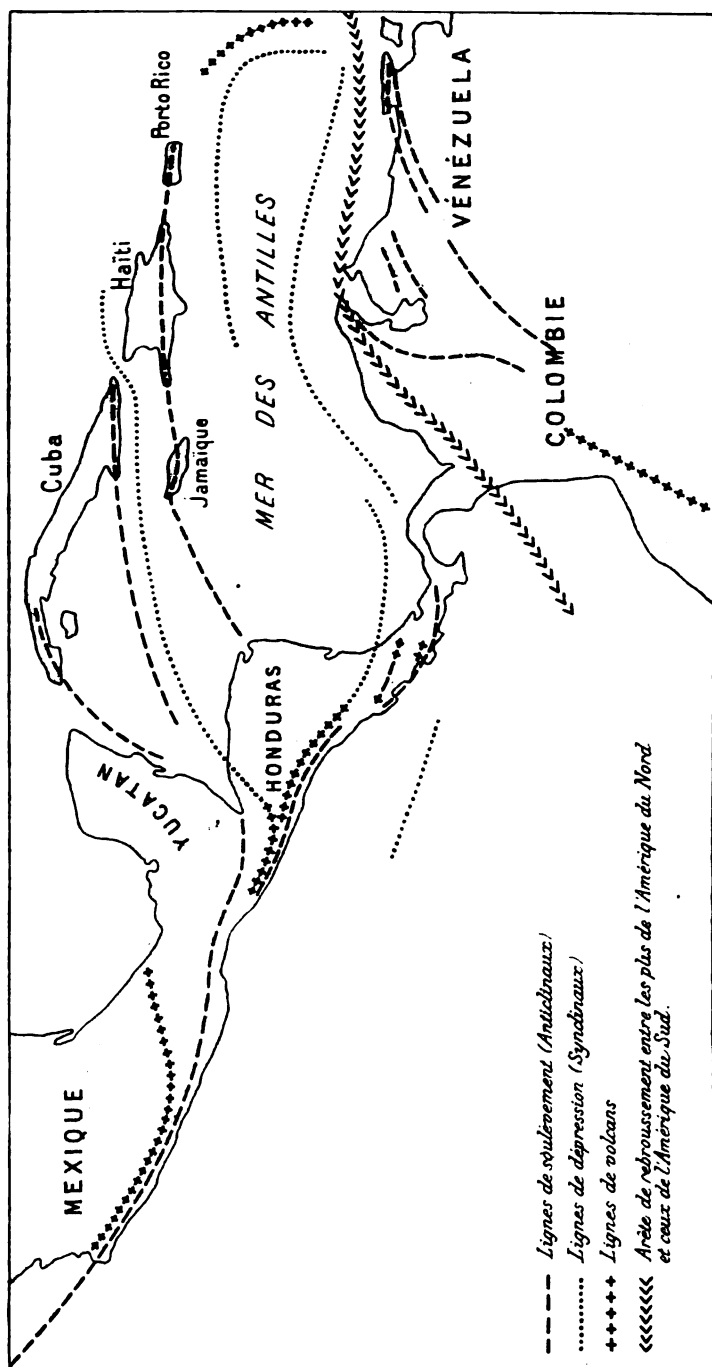 MEXIQUE
YUCATAN
Cuba
Haïti
Porto Rico
Jamaique
HONDURAS
MER DES ANTILLES
COLOMBIE
VÉNÉZUELA
Lignes de soulèvement (Anticlinaux)
Lignes de dépression (Synclinaux)
Lignes de volcans
Arête de rebroussement entre les plis de l'Amérique du Nord
et ceux de l'Amérique du Sud.